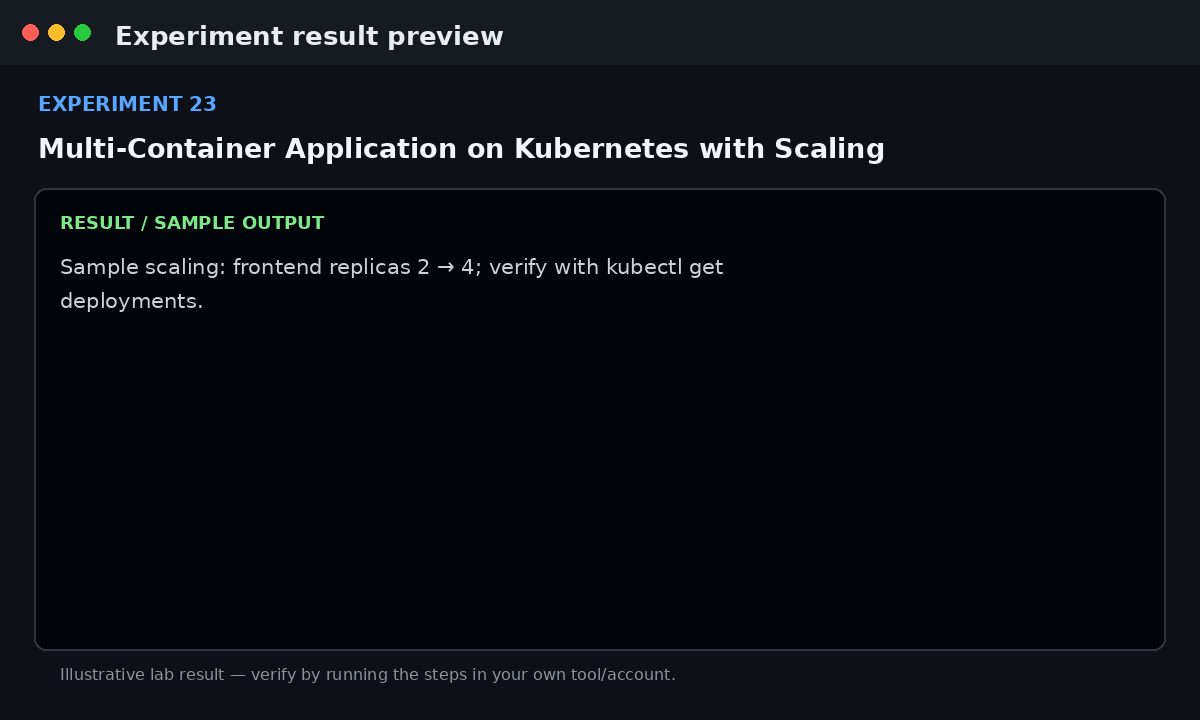 Experiment result preview
EXPERIMENT 23
Multi-Container Application on Kubernetes with Scaling
RESULT / SAMPLE OUTPUT
Sample scaling: frontend replicas 2 → 4; verify with kubectl get
deployments.
Illustrative lab result — verify by running the steps in your own tool/account.